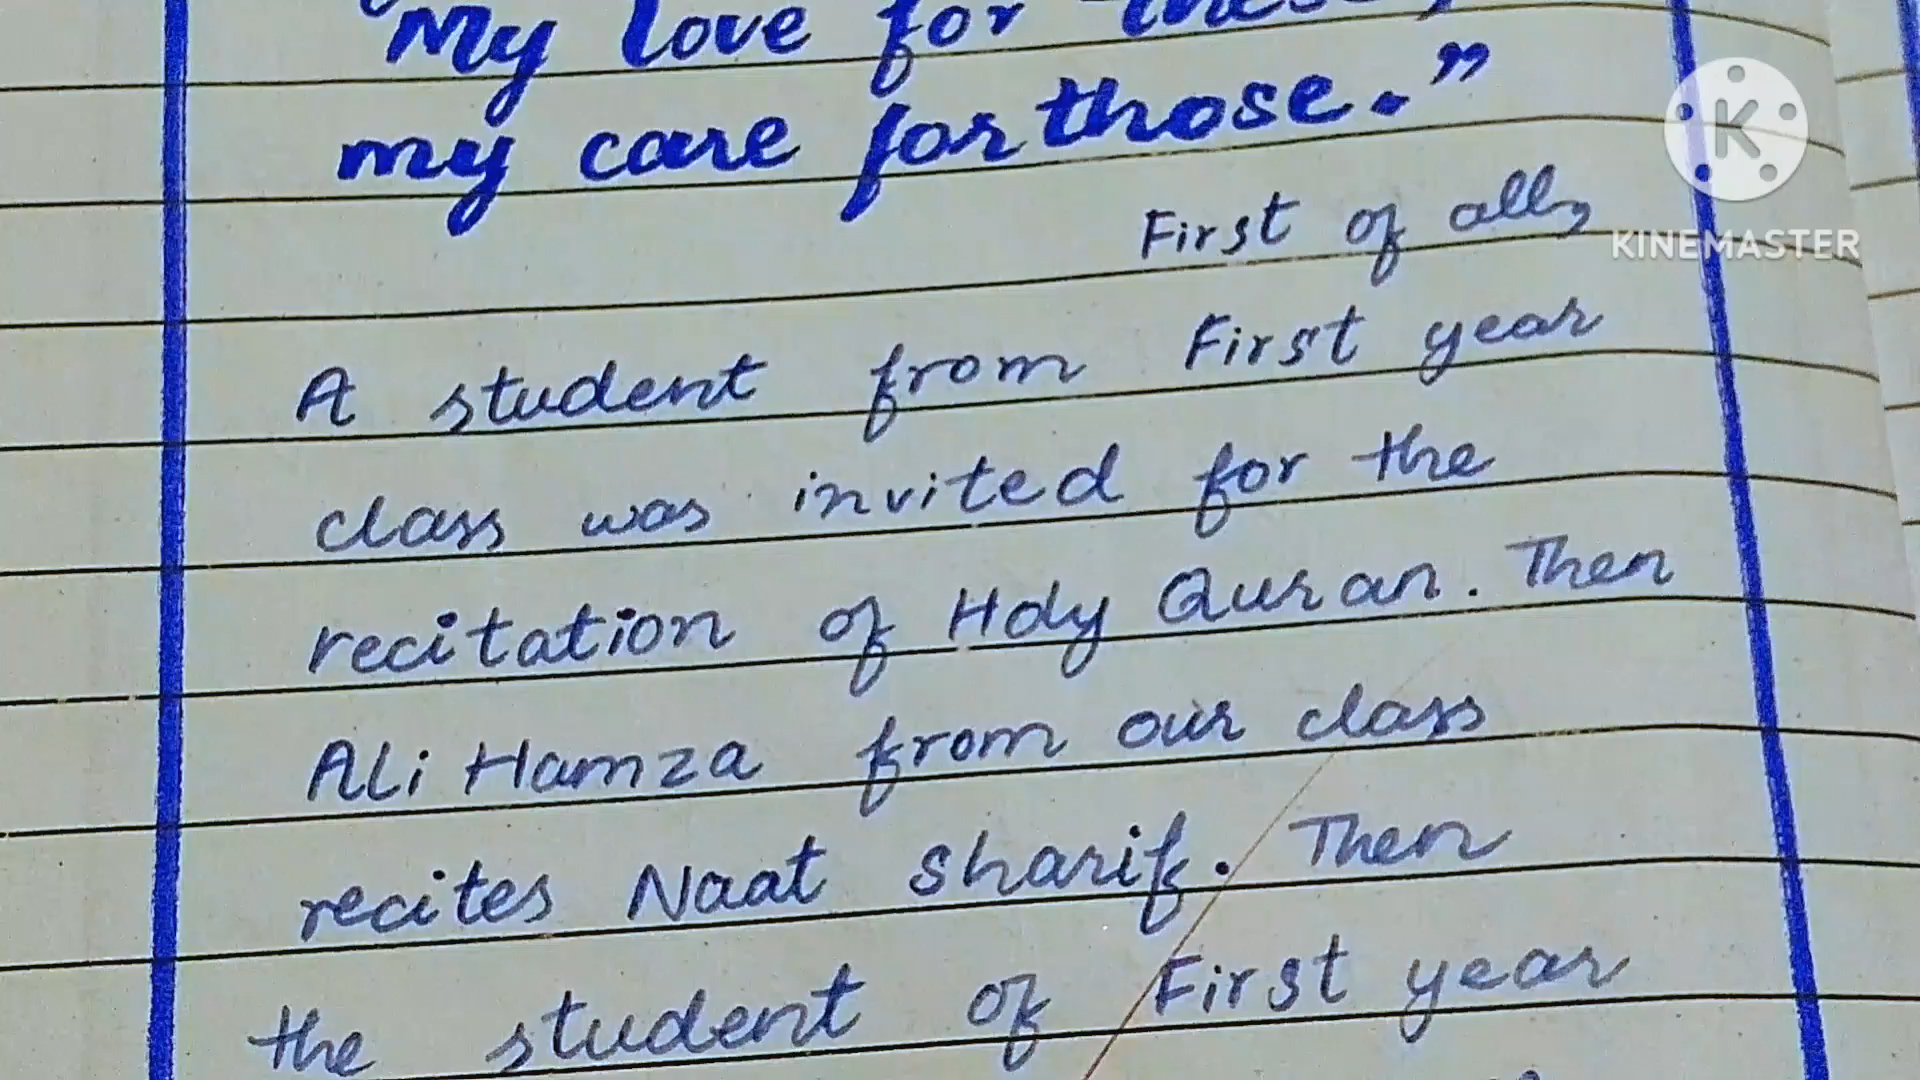 My love for these,
my care for those."
First of all,
A student from First year
class was invited for the
recitation of Holy Quran. Then
Ali Hamza from our class
recites Naat Sharif. Then
the student of First year
K
KINEMASTER